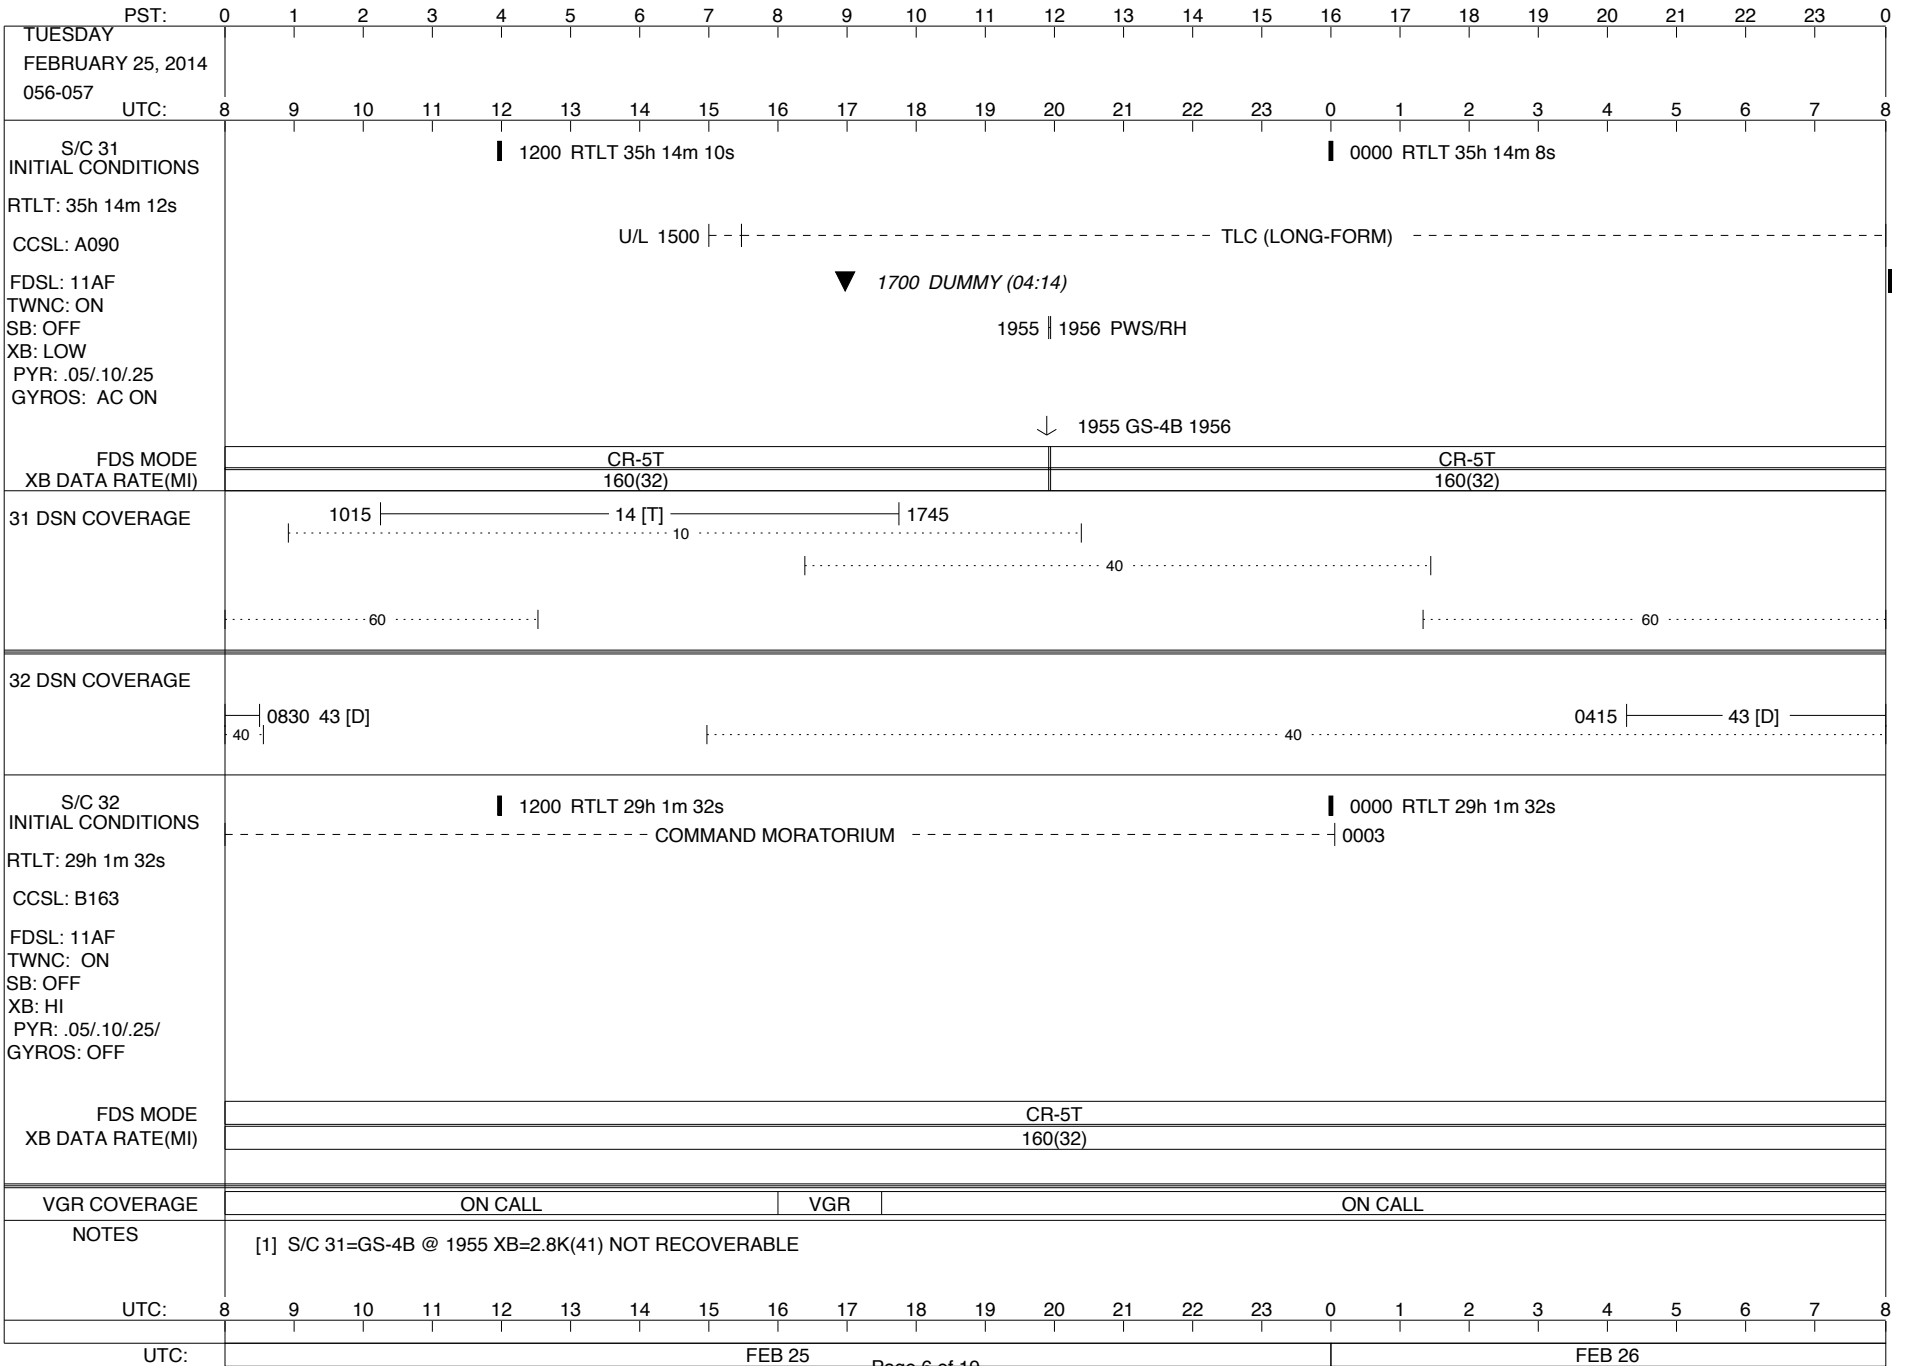 PST: 0 1 2 3 4 5 6 7 8 9 10 11 12 13 14 15 16 17 18 19 20 21 22 23 0
TUESDAY
FEBRUARY 25, 2014
056-057
UTC: 8 9 10 11 12 13 14 15 16 17 18 19 20 21 22 23 0 1 2 3 4 5 6 7 8
S/C 31
INITIAL CONDITIONS
1200 RTLT 35h 14m 10s
0000 RTLT 35h 14m 8s
RTLT: 35h 14m 12s
U/L 1500
TLC (LONG-FORM)
CCSL: A090
FDSL: 11AF
1700 DUMMY (04:14)
TWNC: ON
SB: OFF
1955
1956 PWS/RH
XB: LOW
PYR: .05/.10/.25
GYROS: AC ON
1955 GS-4B 1956
FDS MODE
CR-5T
CR-5T
XB DATA RATE(MI)
160(32)
160(32)
31 DSN COVERAGE
1015
14 [T]
1745
10
40
60
60
32 DSN COVERAGE
0830 43 [D]
0415
43 [D]
40
40
S/C 32
INITIAL CONDITIONS
1200 RTLT 29h 1m 32s
0000 RTLT 29h 1m 32s
COMMAND MORATORIUM
0003
RTLT: 29h 1m 32s
CCSL: B163
FDSL: 11AF
TWNC: ON
SB: OFF
XB: HI
PYR: .05/.10/.25/
GYROS: OFF
FDS MODE
CR-5T
XB DATA RATE(MI)
160(32)
VGR COVERAGE
ON CALL
VGR
ON CALL
NOTES
[1] S/C 31=GS-4B @ 1955 XB=2.8K(41) NOT RECOVERABLE
UTC: 8 9 10 11 12 13 14 15 16 17 18 19 20 21 22 23 0 1 2 3 4 5 6 7 8
UTC:
FEB 25
FEB 26
Page 6 of